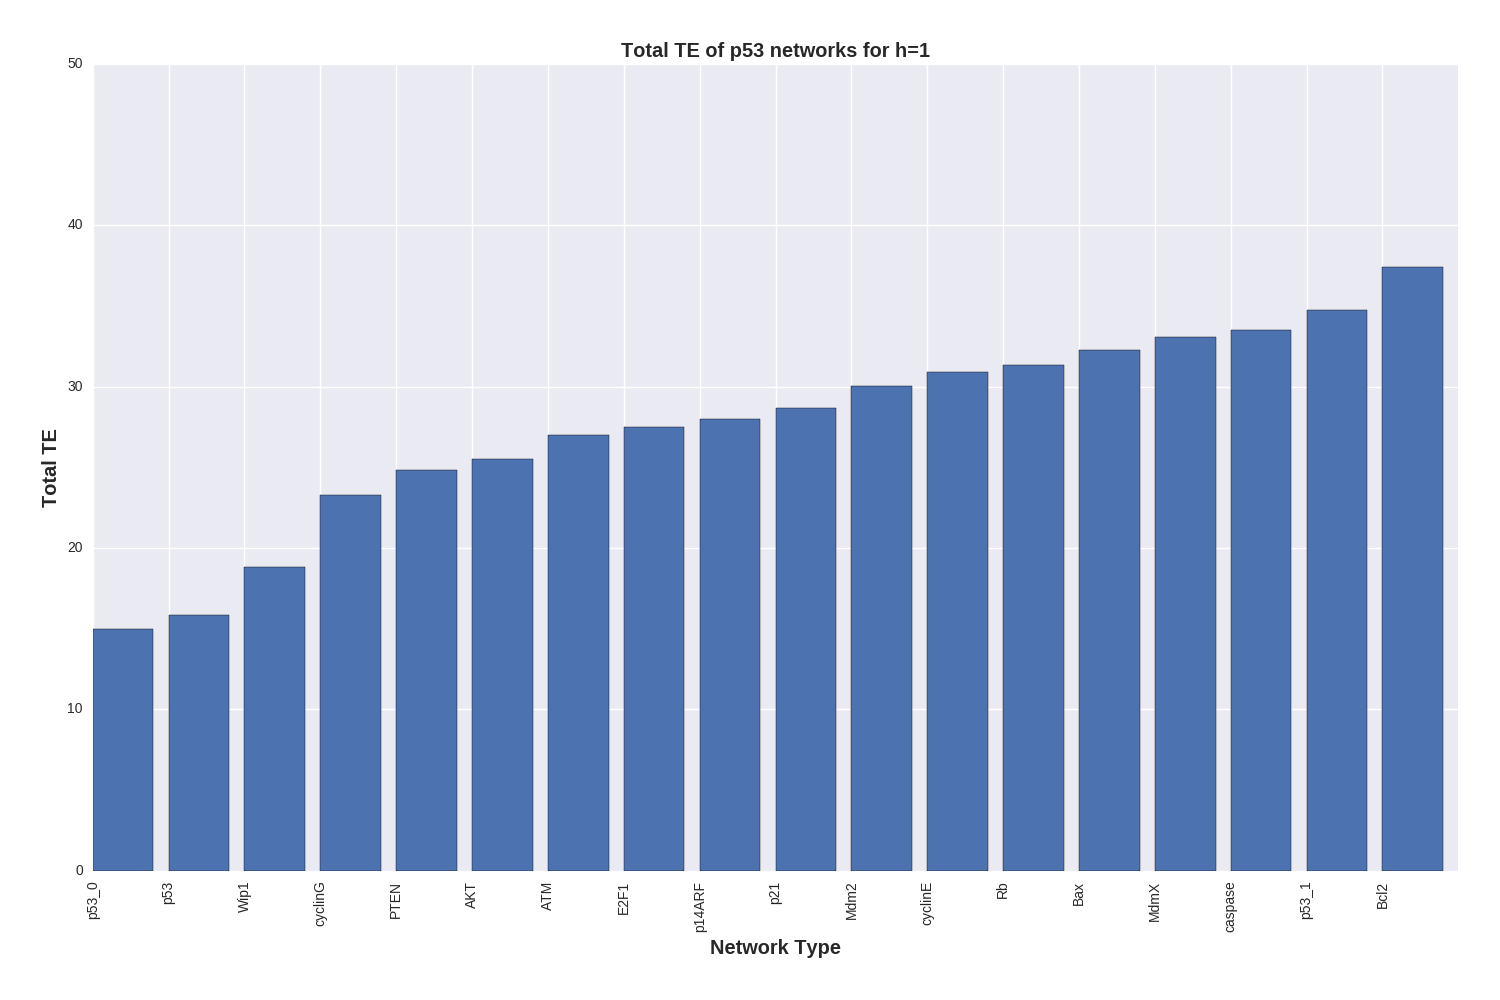 Total TE of p53 networks for h=1
50
40
30
20
10
0
Total TE
p53_0
p53
Wip1
cyclinG
PTEN
AKT
ATM
E2F1
p14ARF
p21
Mdm2
cyclinE
Rb
Bax
MdmX
caspase
p53_1
Bcl2
Network Type